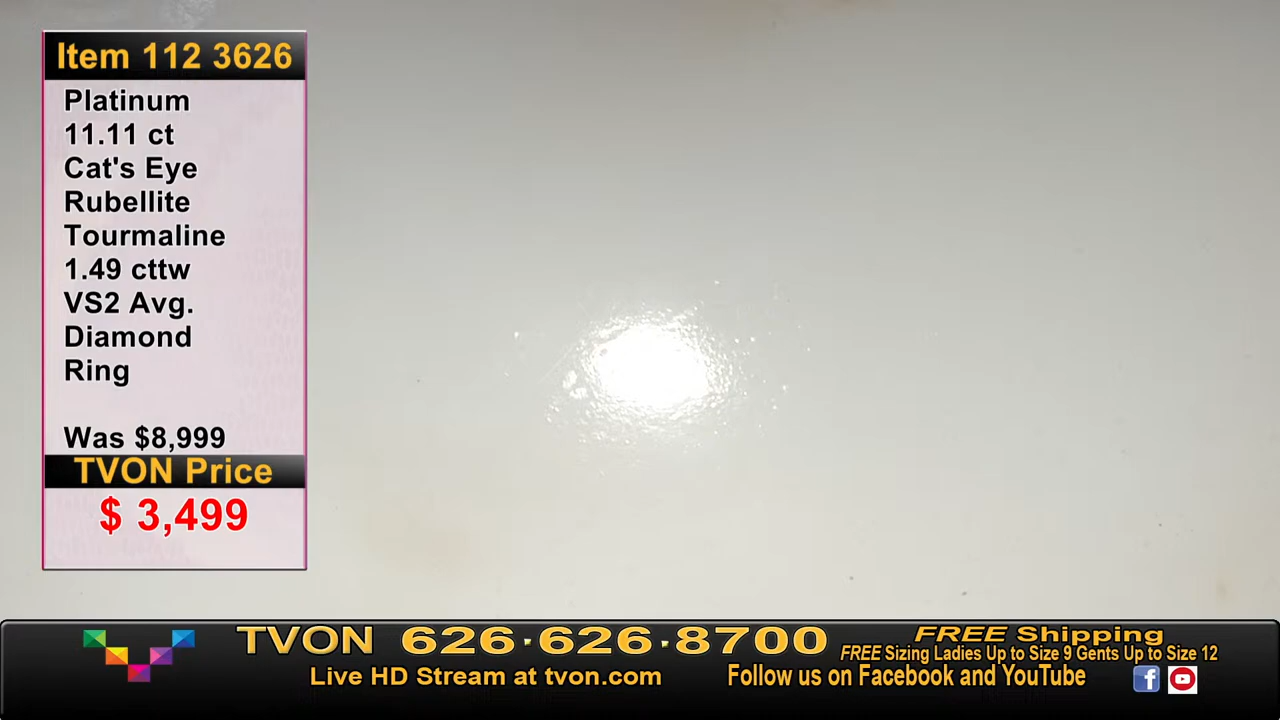 Item 112 3626
Platinum
11.11 ct
Cat's Eye
Rubellite
Tourmaline
1.49 cttw
VS2 Avg.
Diamond
Ring
Was $8,999
TVON Price
$ 3,499
TVON 626·626·8700
FREE Shipping
FREE Sizing Ladies Up to Size 9 Gents Up to Size 12
Live HD Stream at tvon.com
Follow us on Facebook and YouTube
f